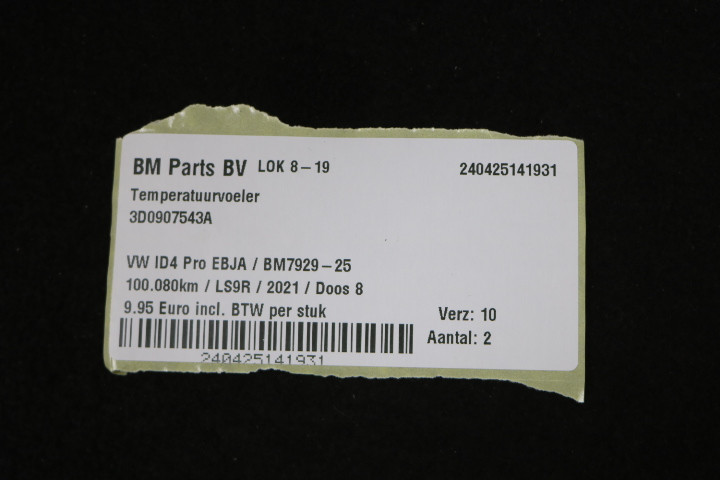 BM Parts BV LOK 8-19 240425141931
Temperatuurvoeler
3D0907543A
VW ID4 Pro EBJA / BM7929-25
100.080km / LS9R / 2021 / Doos 8
9.95 Euro incl. BTW per stuk Verz: 10
Aantal: 2
240425141931